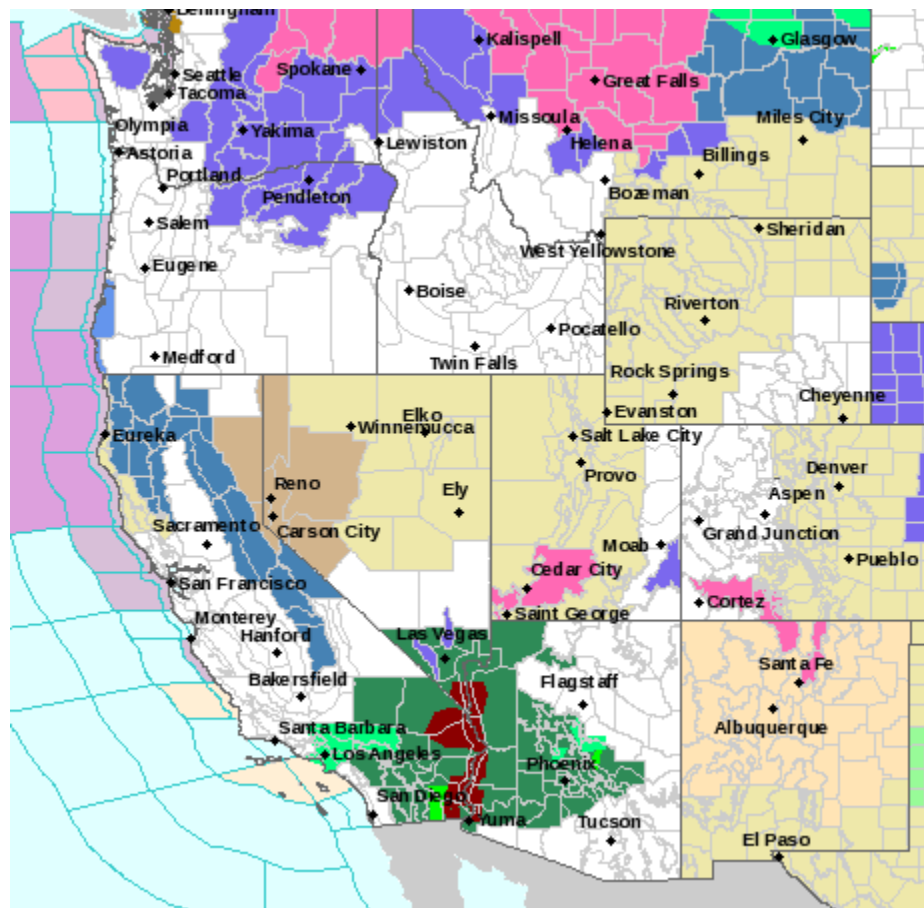 Bellingham
Kalispell
Glasgow
Seattle
Spokane
Great Falls
Tacoma
Olympia
Yakima
Missoula
Miles City
Astoria
Lewiston
Helena
Billings
Portland
Pendleton
Bozeman
Salem
Sheridan
West Yellowstone
Eugene
Boise
Riverton
Pocatello
Medford
Twin Falls
Rock Springs
Cheyenne
Elko
Evanston
Eureka
Winnemucca
Salt Lake City
Provo
Denver
Reno
Ely
Aspen
Sacramento
Carson City
Grand Junction
Moab
Pueblo
San Francisco
Cedar City
Cortez
Monterey
Saint George
Hanford
Las Vegas
Santa Fe
Bakersfield
Flagstaff
Albuquerque
Santa Barbara
Los Angeles
Phoenix
San Diego
Yuma
Tucson
El Paso